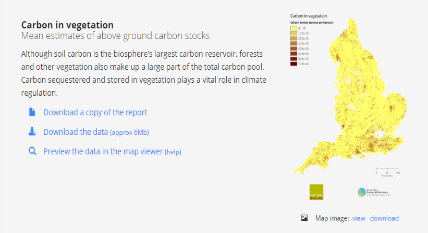 Carbon in vegetation
Mean estimates of above ground carbon stocks
Although soil carbon is the biosphere's largest carbon reservoir, forests
and other vegetation also make up a large part of the total carbon pool.
Carbon sequestered and stored in vegetation plays a vital role in climate
regulation.
Download a copy of the report
Download the data (approx 6Mb)
Preview the data in the map viewer (help)
Carbon in vegetation
Map image: view download